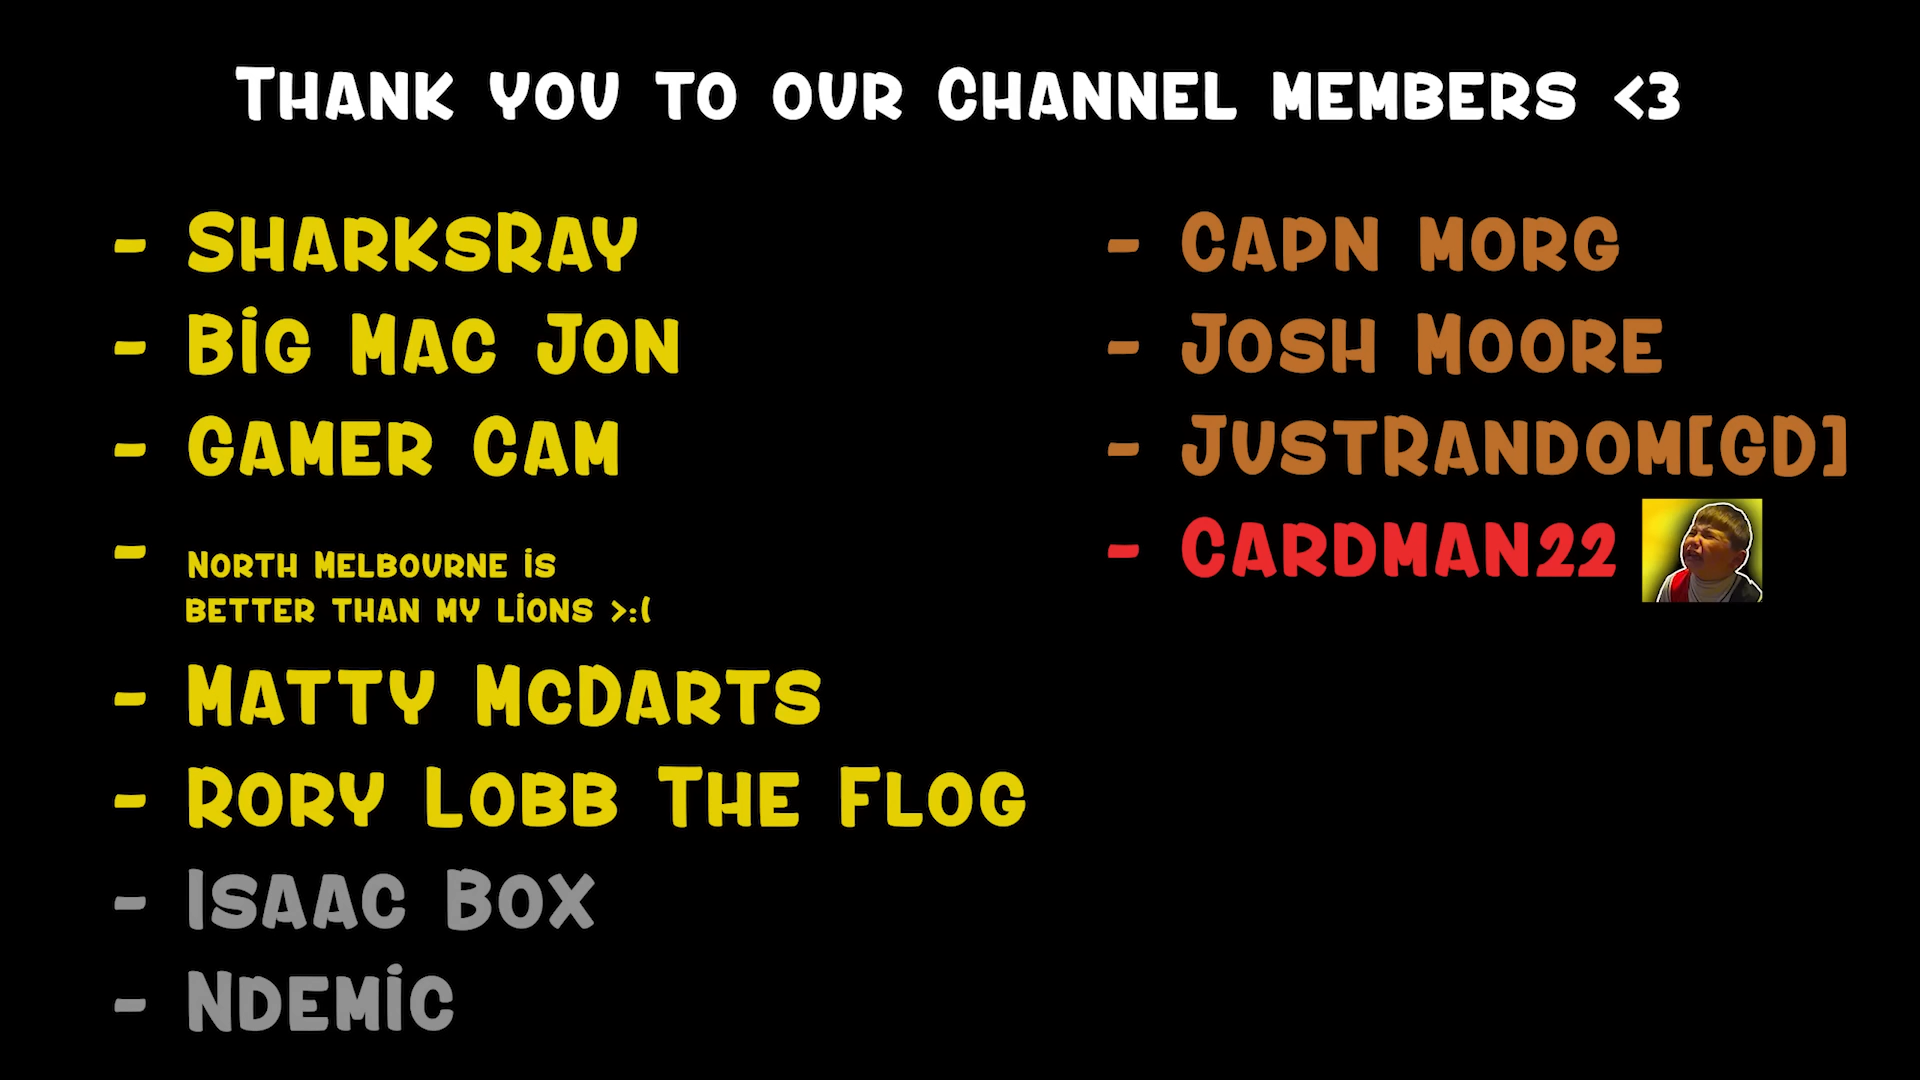 Thank you to our channel members <3
- SharksRay
- Big Mac Jon
- Gamer Cam
- North Melbourne is
better than my lions >:(
- Matty McDarts
- Rory Lobb The Flog
- Isaac Box
- Ndemic
- Capn Morg
- Josh Moore
- JustRandom[GD]
- Cardman22